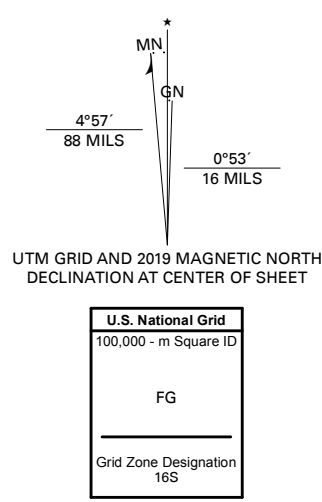 ★
MN
GN
4°57´
88 MILS
0°53´
16 MILS
UTM GRID AND 2019 MAGNETIC NORTH
DECLINATION AT CENTER OF SHEET
U.S. National Grid
100,000 - m Square ID
FG
Grid Zone Designation
16S